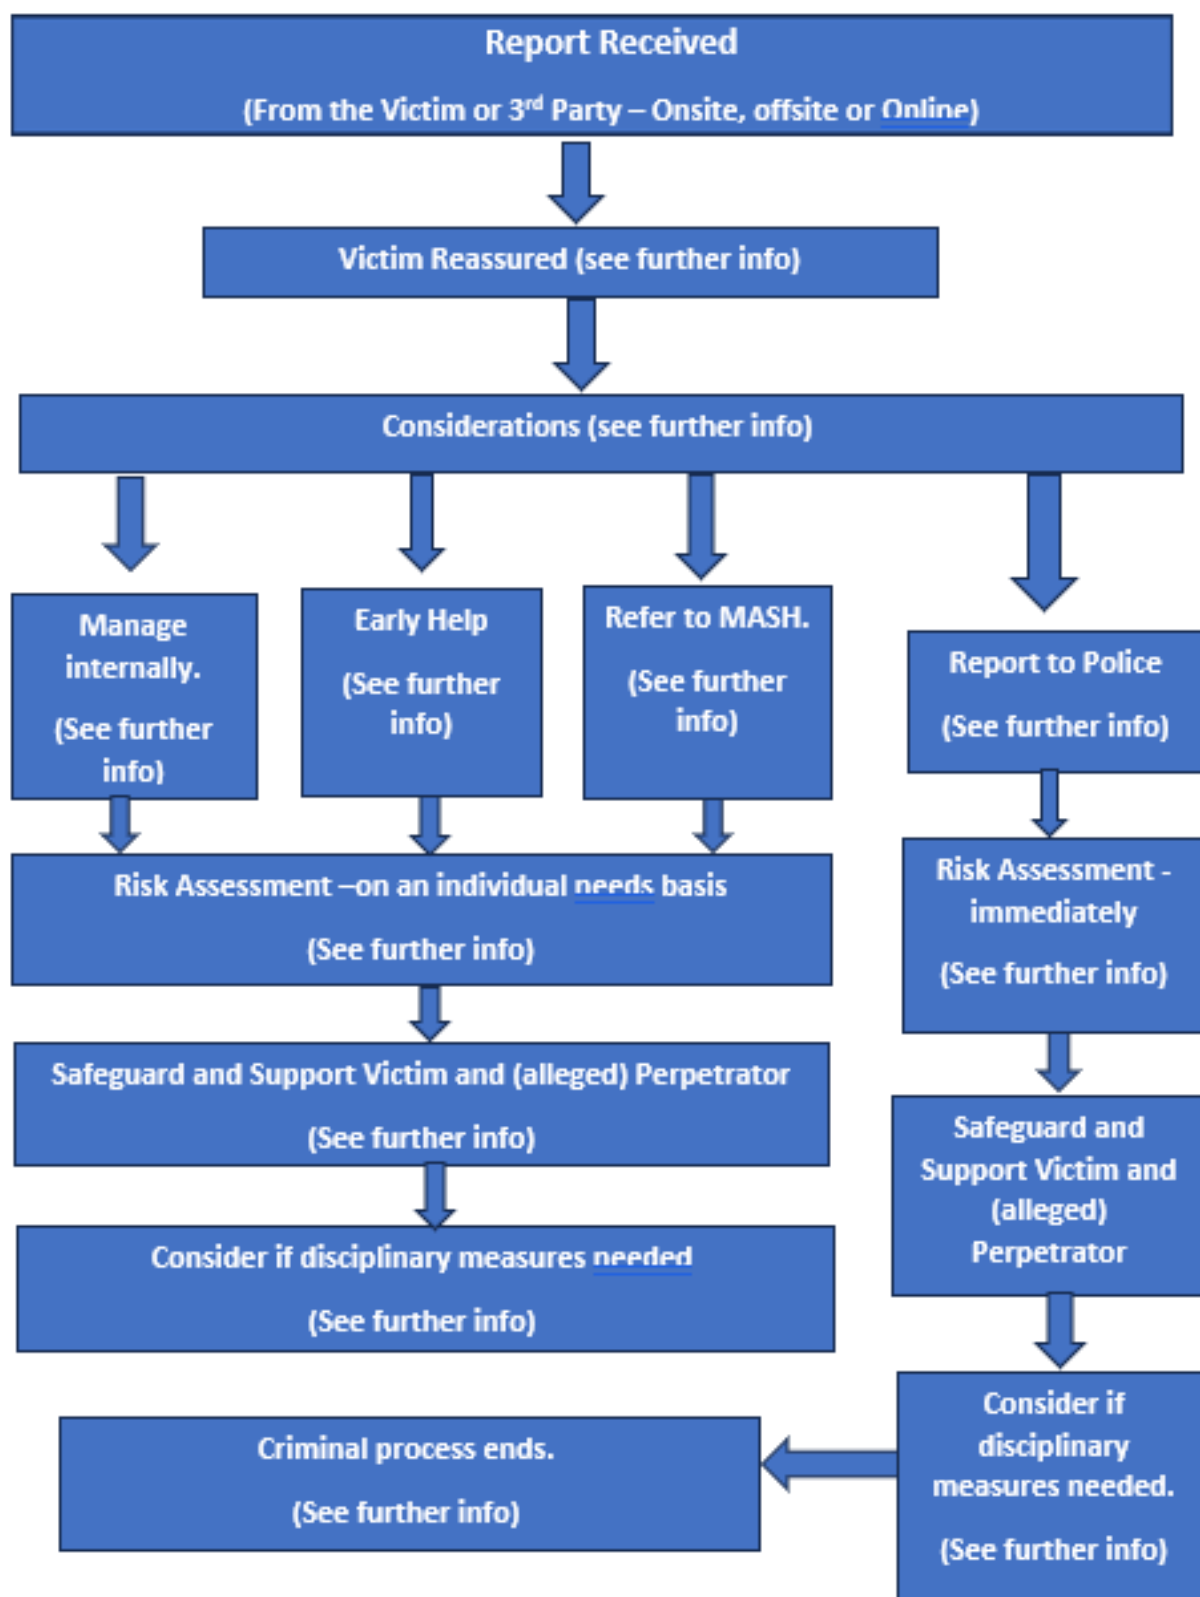 Report Received
(From the Victim or 3rd Party – Onsite, offsite or Online)
Victim Reassured (see further info)
Considerations (see further info)
Manage
internally.
(See further
info)
Early Help
(See further
info)
Refer to MASH.
(See further
info)
Report to Police
(See further info)
Risk Assessment –on an individual needs basis
(See further info)
Risk Assessment -
immediately
(See further info)
Safeguard and Support Victim and (alleged) Perpetrator
(See further info)
Safeguard and
Support Victim and
(alleged)
Perpetrator
Consider if disciplinary measures needed
(See further info)
Consider if
disciplinary
measures needed.
(See further info)
Criminal process ends.
(See further info)